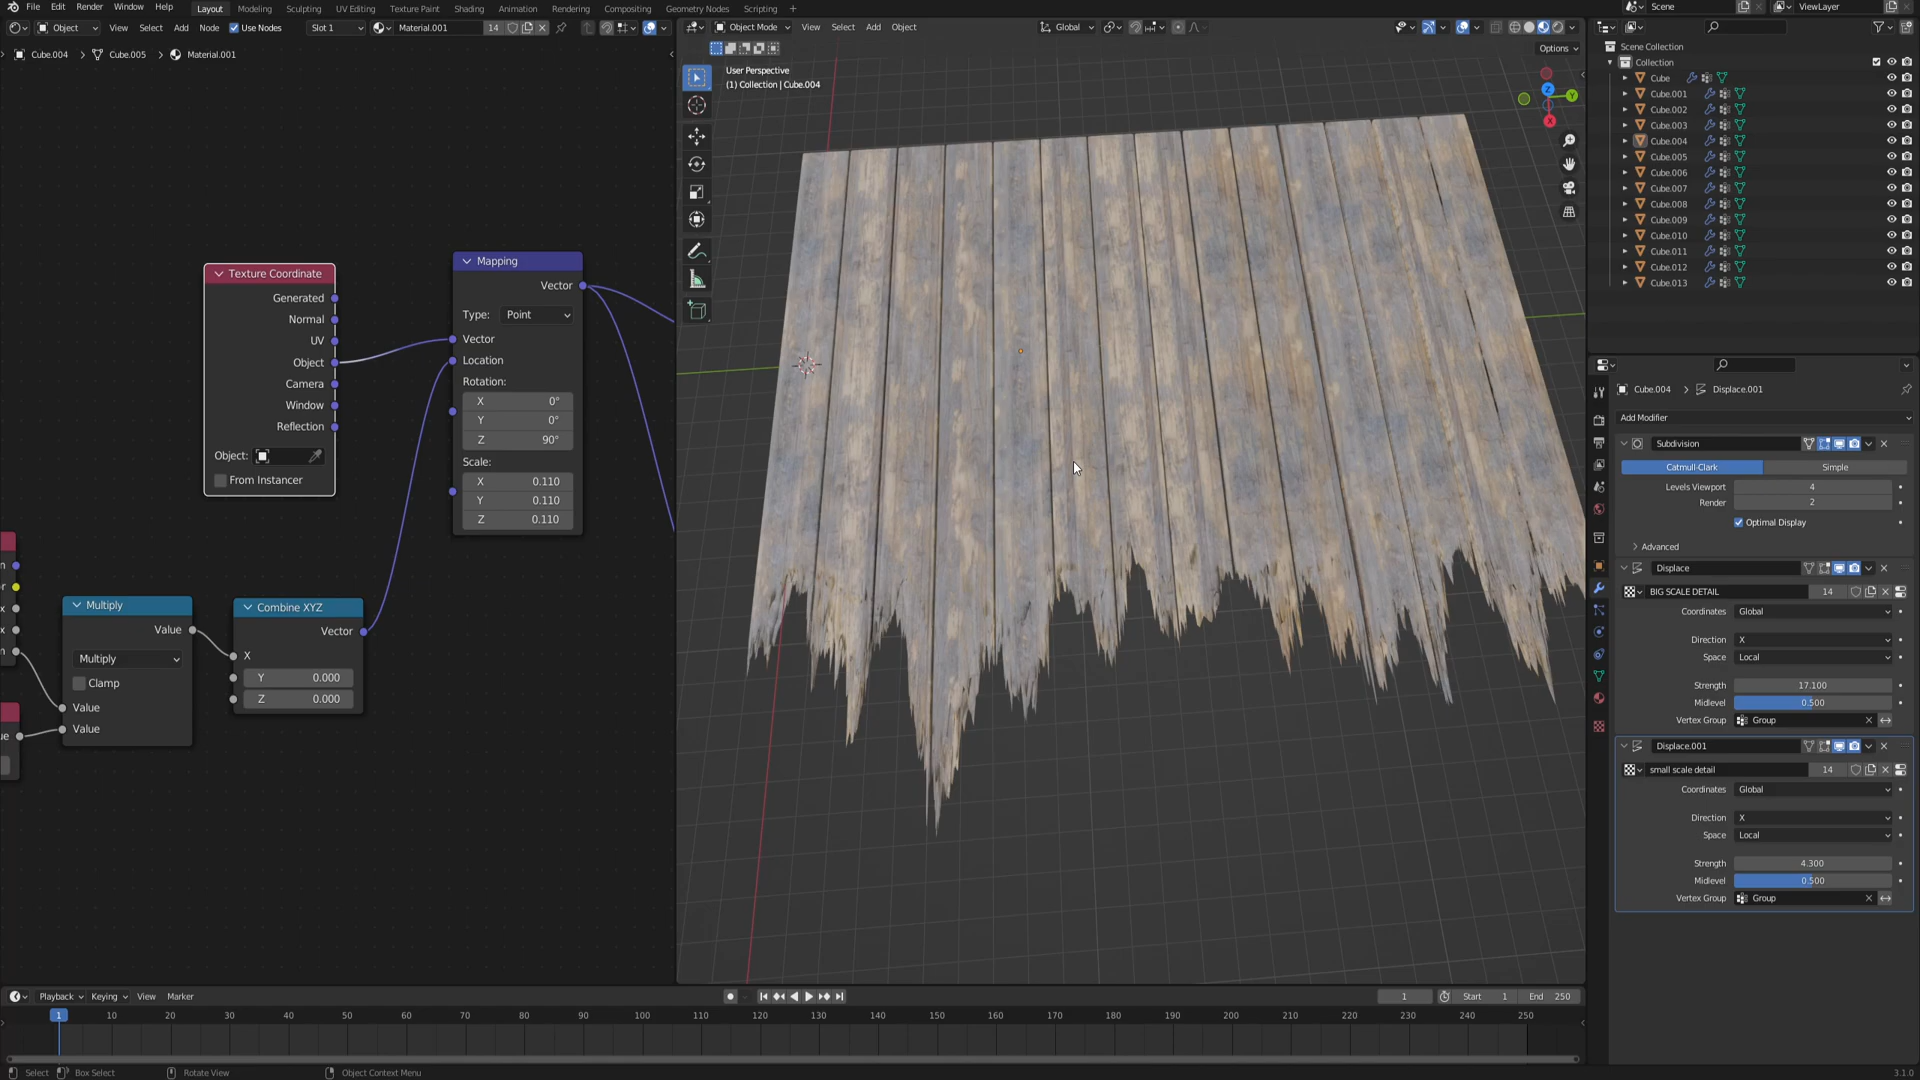 File Edit Render Window Help Layout Modeling Sculpting UV Editing Texture Paint Shading Animation Rendering Compositing Geometry Nodes Scripting + Scene ViewLayer
Object View Select Add Node Use Nodes Slot 1 Material.001 14
Object Mode View Select Add Object Global
Options
Cube.004 > Cube.005 > Material.001
User Perspective
(1) Collection | Cube.004
Texture Coordinate
Generated
Normal
UV
Object
Camera
Window
Reflection
Object:
From Instancer
Mapping
Vector
Type: Point
Vector
Location
Rotation:
X 0°
Y 0°
Z 90°
Scale:
X 0.110
Y 0.110
Z 0.110
Multiply
Value
Multiply
Clamp
Value
Value
Combine XYZ
Vector
X
Y 0.000
Z 0.000
Z
Y
X
Scene Collection
Collection
Cube
Cube.001
Cube.002
Cube.003
Cube.004
Cube.005
Cube.006
Cube.007
Cube.008
Cube.009
Cube.010
Cube.011
Cube.012
Cube.013
Cube.004 > Displace.001
Add Modifier
Subdivision
Catmull-Clark Simple
Levels Viewport 4
Render 2
Optimal Display
Advanced
Displace
BIG SCALE DETAIL 14
Coordinates Global
Direction X
Space Local
Strength 17.100
Midlevel 0.500
Vertex Group Group
Displace.001
small scale detail 14
Coordinates Global
Direction X
Space Local
Strength 4.300
Midlevel 0.500
Vertex Group Group
Playback Keying View Marker 1 Start 1 End 250
1 10 20 30 40 50 60 70 80 90 100 110 120 130 140 150 160 170 180 190 200 210 220 230 240 250
Select Box Select Rotate View Object Context Menu 3.1.0